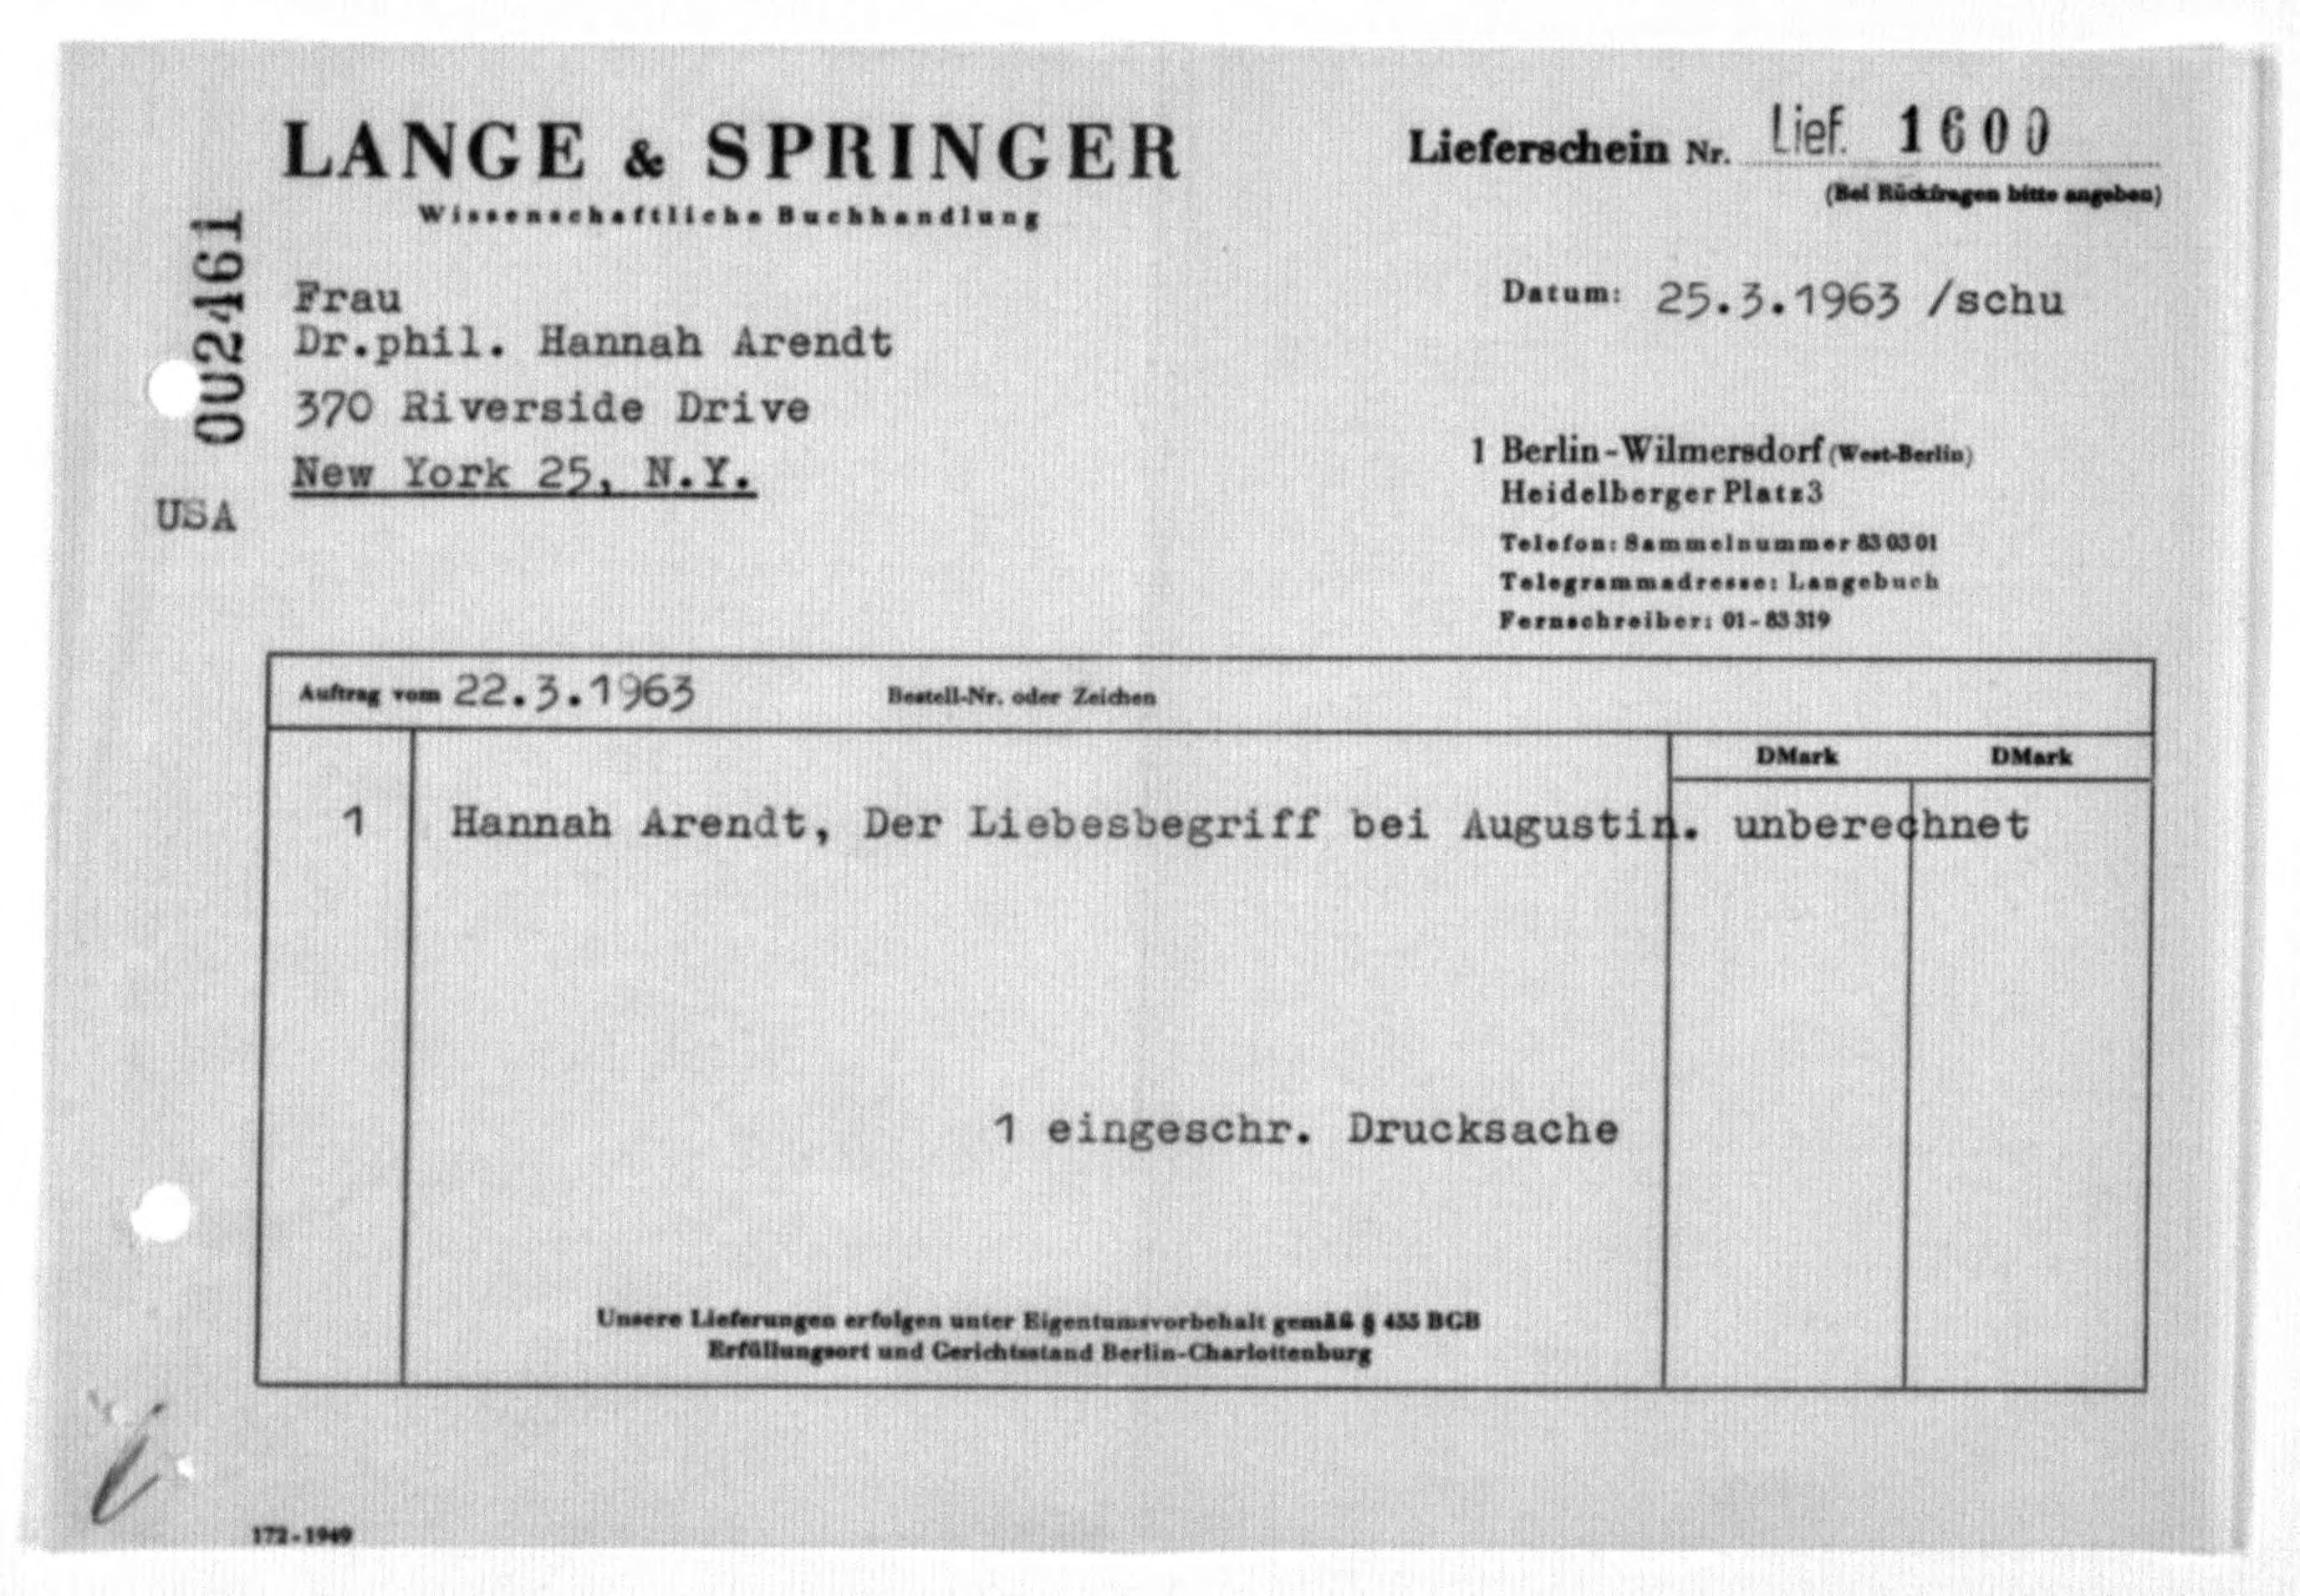 LANGE & SPRINGER
Wissenschaftliche Buchhandlung
Lieferschein Nr. Lief. 1600
(Bei Rückfragen bitte angeben)
002461
Datum: 25.3.1963 /schu
Frau
Dr.phil. Hannah Arendt
370 Riverside Drive
New York 25, N.Y.
USA
1 Berlin-Wilmersdorf (West-Berlin)
Heidelberger Platz 3
Telefon: Sammelnummer 83 03 01
Telegrammadresse: Langebuch
Fernschreiber: 01-83 319
Auftrag vom 22.3.1963 Bestell-Nr. oder Zeichen
DMark DMark
1 Hannah Arendt, Der Liebesbegriff bei Augustin. unberechnet
1 eingeschr. Drucksache
Unsere Lieferungen erfolgen unter Eigentumsvorbehalt gemäß § 455 BGB
Erfüllungsort und Gerichtsstand Berlin-Charlottenburg
172-1949